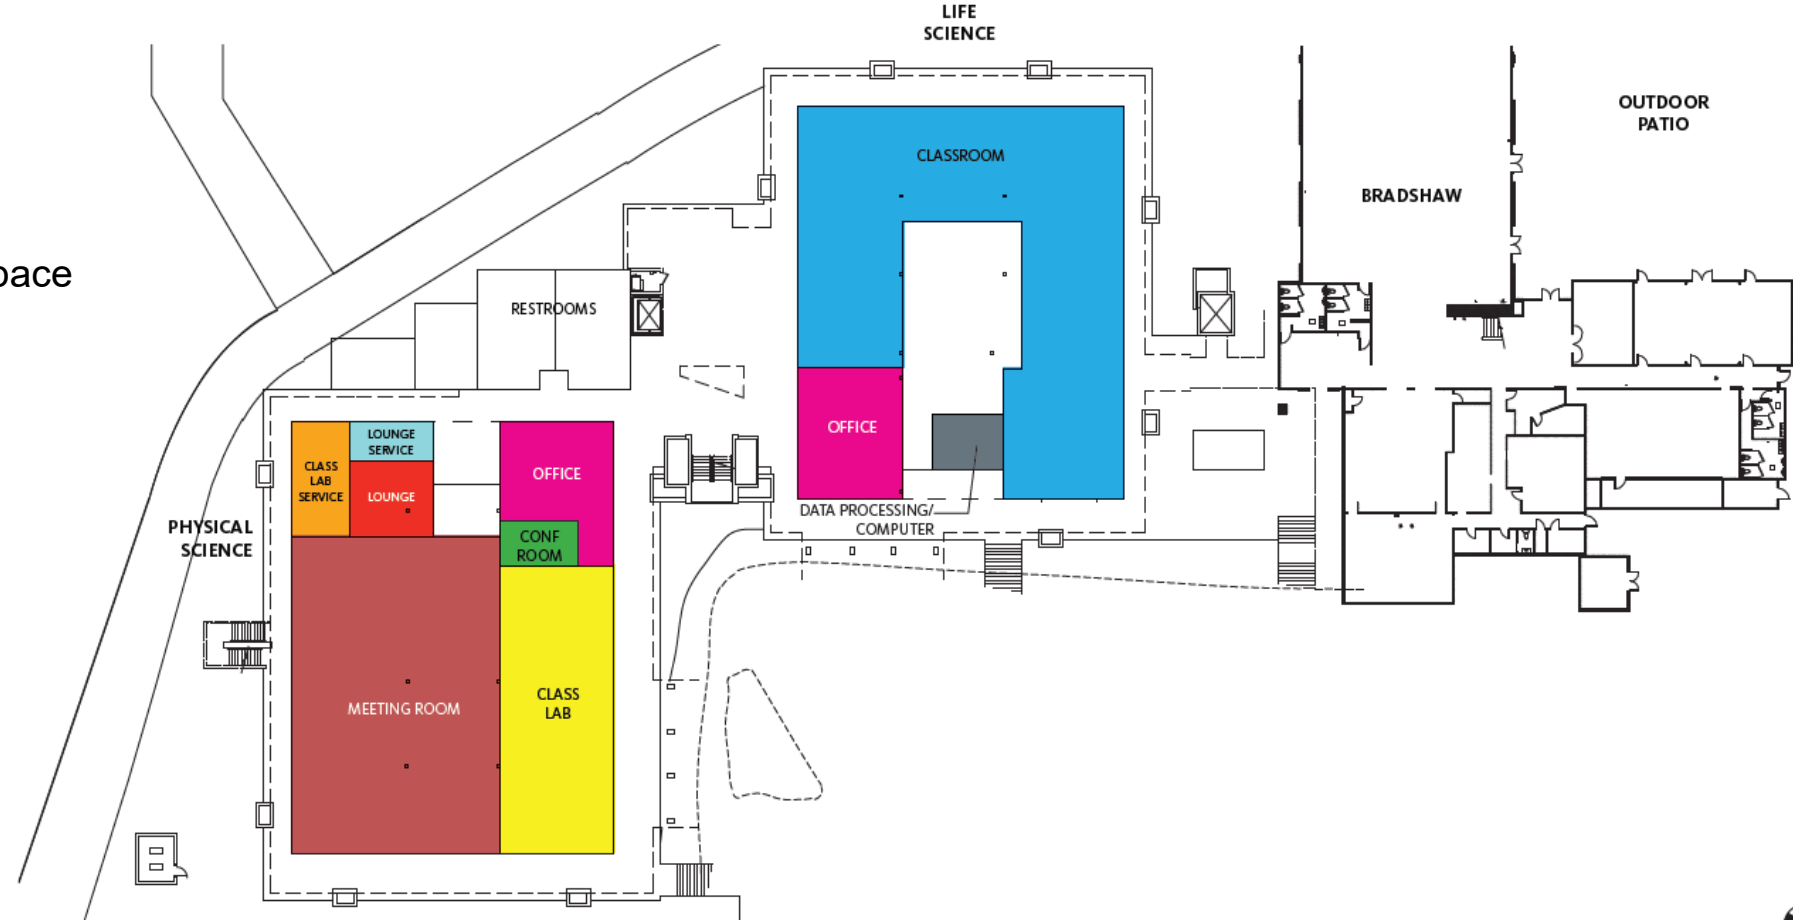 LIFE
SCIENCE
OUTDOOR
PATIO
CLASSROOM
BRADSHAW
pace
RESTROOMS
OFFICE
LOUNGE
SERVICE
CLASS
LAB
SERVICE
LOUNGE
OFFICE
DATA PROCESSING/
COMPUTER
PHYSICAL
SCIENCE
CONF
ROOM
MEETING ROOM
CLASS
LAB